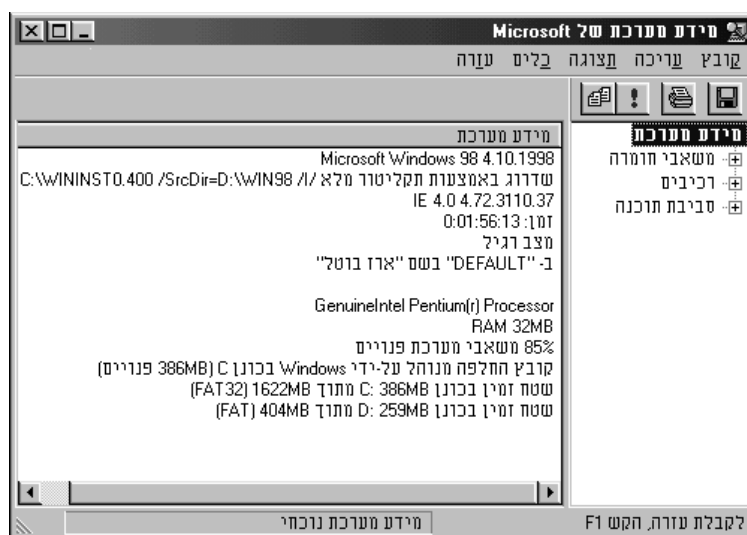 מידע מערכת של Microsoft
קובץ עריכה תצוגה כלים עזרה
מידע מערכת
משאבי חומרה
רכיבים
סביבת תוכנה
מידע מערכת
Microsoft Windows 98 4.10.1998
שדרוג באמצעות תקליטור מלא /C:\WININST0.400 /SrcDir=D:\WIN98 /I
IE 4.0 4.72.3110.37
זמן: 0:01:56:13
מצב רגיל
ב- "DEFAULT" בשם "ארז בוטל"
GenuineIntel Pentium(r) Processor
RAM 32MB
85% משאבי מערכת פנויים
קובץ החלפה מנוהל על-ידי Windows בכונן C (386MB פנויים)
שטח זמין בכונן C: 386MB מתוך 1622MB (FAT32)
שטח זמין בכונן D: 259MB מתוך 404MB (FAT)
לקבלת עזרה, הקש F1
מידע מערכת נוכחי